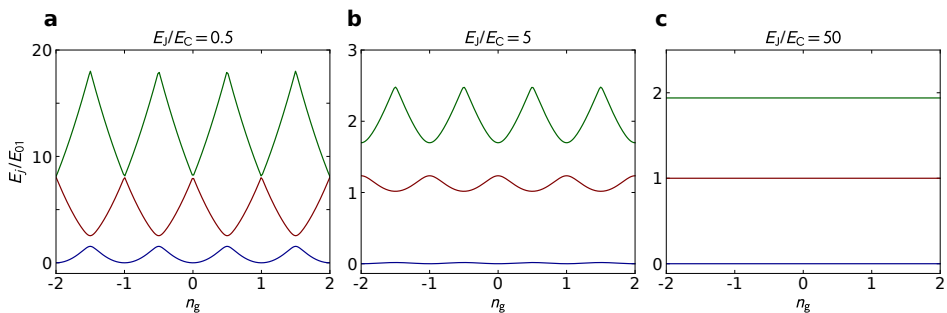 a
E_J/E_C = 0.5
E_j/E_01
20
10
0
-2 -1 0 1 2
n_g
b
E_J/E_C = 5
3
2
1
0
-2 -1 0 1 2
n_g
c
E_J/E_C = 50
2
1
0
-2 -1 0 1 2
n_g